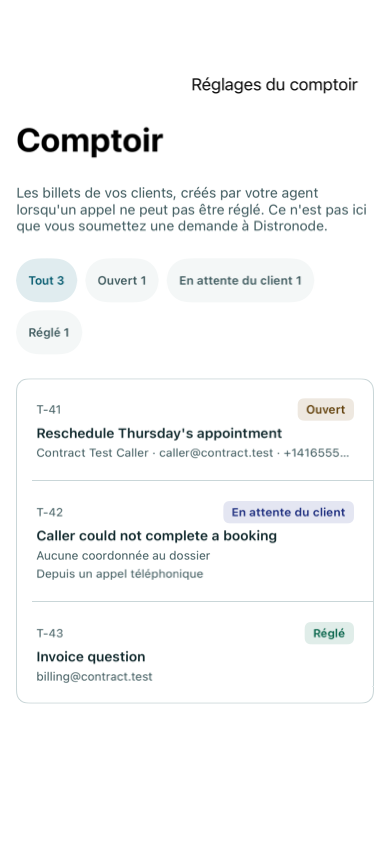 Réglages du comptoir
Comptoir
Les billets de vos clients, créés par votre agent
lorsqu'un appel ne peut pas être réglé. Ce n'est pas ici
que vous soumettez une demande à Distronode.
Tout 3
Ouvert 1
En attente du client 1
Réglé 1
T-41
Ouvert
Reschedule Thursday's appointment
Contract Test Caller · caller@contract.test · +1416555...
T-42
En attente du client
Caller could not complete a booking
Aucune coordonnée au dossier
Depuis un appel téléphonique
T-43
Réglé
Invoice question
billing@contract.test